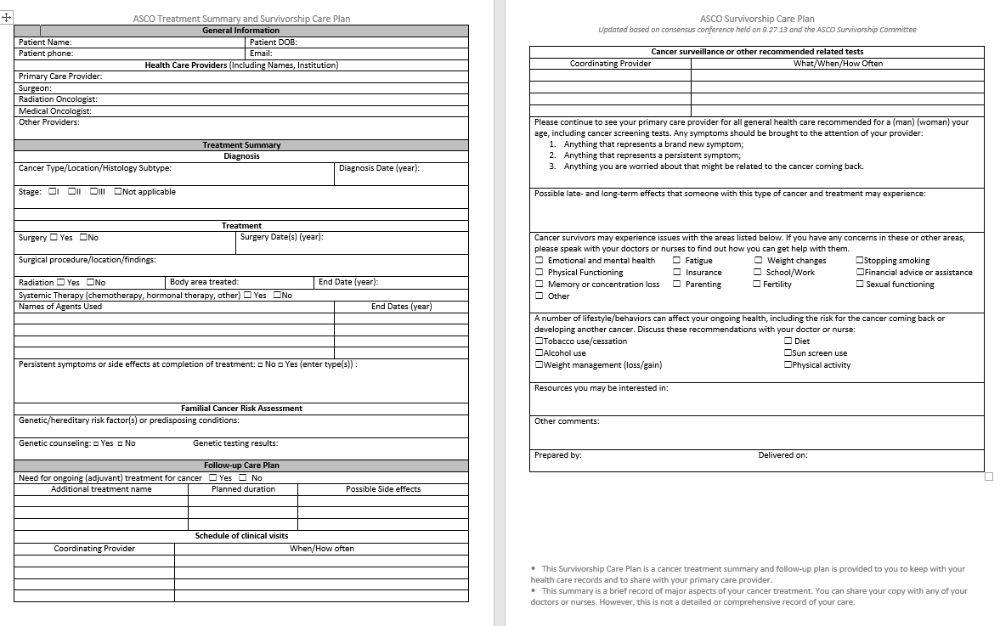 ASCO Treatment Summary and Survivorship Care Plan
General Information
Patient Name: Patient DOB:
Patient phone: Email:
Health Care Providers (Including Names, Institution)
Primary Care Provider:
Surgeon:
Radiation Oncologist:
Medical Oncologist:
Other Providers:
Treatment Summary
Diagnosis
Cancer Type/Location/Histology Subtype: Diagnosis Date (year):
Stage: ☐I ☐II ☐III ☐Not applicable
Treatment
Surgery ☐ Yes ☐No Surgery Date(s) (year):
Surgical procedure/location/findings:
Radiation ☐ Yes ☐No Body area treated: End Date (year):
Systemic Therapy (chemotherapy, hormonal therapy, other) ☐ Yes ☐No
Names of Agents Used End Dates (year)
Persistent symptoms or side effects at completion of treatment: □ No □ Yes (enter type(s)) :
Familial Cancer Risk Assessment
Genetic/hereditary risk factor(s) or predisposing conditions:
Genetic counseling: □ Yes □ No Genetic testing results:
Follow-up Care Plan
Need for ongoing (adjuvant) treatment for cancer ☐ Yes ☐ No
Additional treatment name Planned duration Possible Side effects
Schedule of clinical visits
Coordinating Provider When/How often
ASCO Survivorship Care Plan
Updated based on consensus conference held on 9.27.13 and the ASCO Survivorship Committee
Cancer surveillance or other recommended related tests
Coordinating Provider What/When/How Often
Please continue to see your primary care provider for all general health care recommended for a (man) (woman) your
age, including cancer screening tests. Any symptoms should be brought to the attention of your provider:
1. Anything that represents a brand new symptom;
2. Anything that represents a persistent symptom;
3. Anything you are worried about that might be related to the cancer coming back.
Possible late- and long-term effects that someone with this type of cancer and treatment may experience:
Cancer survivors may experience issues with the areas listed below. If you have any concerns in these or other areas,
please speak with your doctors or nurses to find out how you can get help with them.
☐ Emotional and mental health ☐ Fatigue ☐ Weight changes ☐Stopping smoking
☐ Physical Functioning ☐ Insurance ☐ School/Work ☐Financial advice or assistance
☐ Memory or concentration loss ☐ Parenting ☐ Fertility ☐ Sexual functioning
☐ Other
A number of lifestyle/behaviors can affect your ongoing health, including the risk for the cancer coming back or
developing another cancer. Discuss these recommendations with your doctor or nurse:
☐Tobacco use/cessation ☐ Diet
☐Alcohol use ☐Sun screen use
☐Weight management (loss/gain) ☐Physical activity
Resources you may be interested in:
Other comments:
Prepared by: Delivered on:
• This Survivorship Care Plan is a cancer treatment summary and follow-up plan is provided to you to keep with your
health care records and to share with your primary care provider.
• This summary is a brief record of major aspects of your cancer treatment. You can share your copy with any of your
doctors or nurses. However, this is not a detailed or comprehensive record of your care.